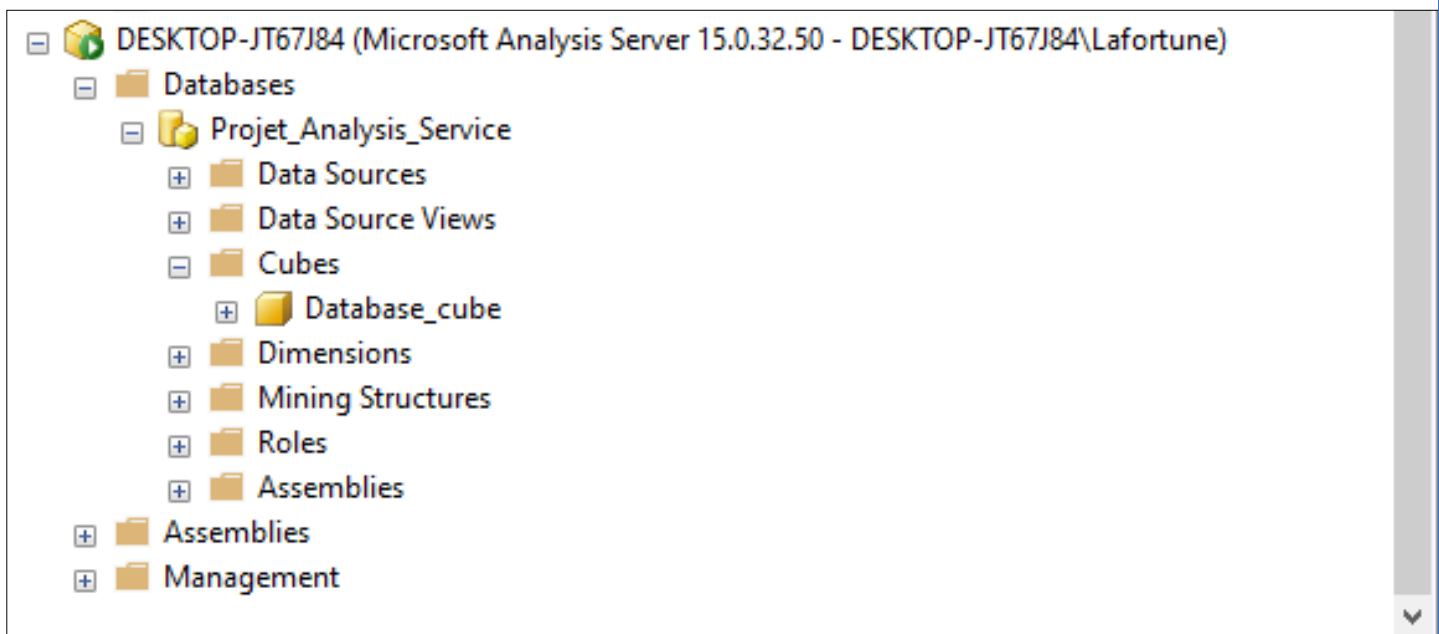 DESKTOP-JT67J84 (Microsoft Analysis Server 15.0.32.50 - DESKTOP-JT67J84\Lafortune)
Databases
Projet_Analysis_Service
Data Sources
Data Source Views
Cubes
Database_cube
Dimensions
Mining Structures
Roles
Assemblies
Assemblies
Management